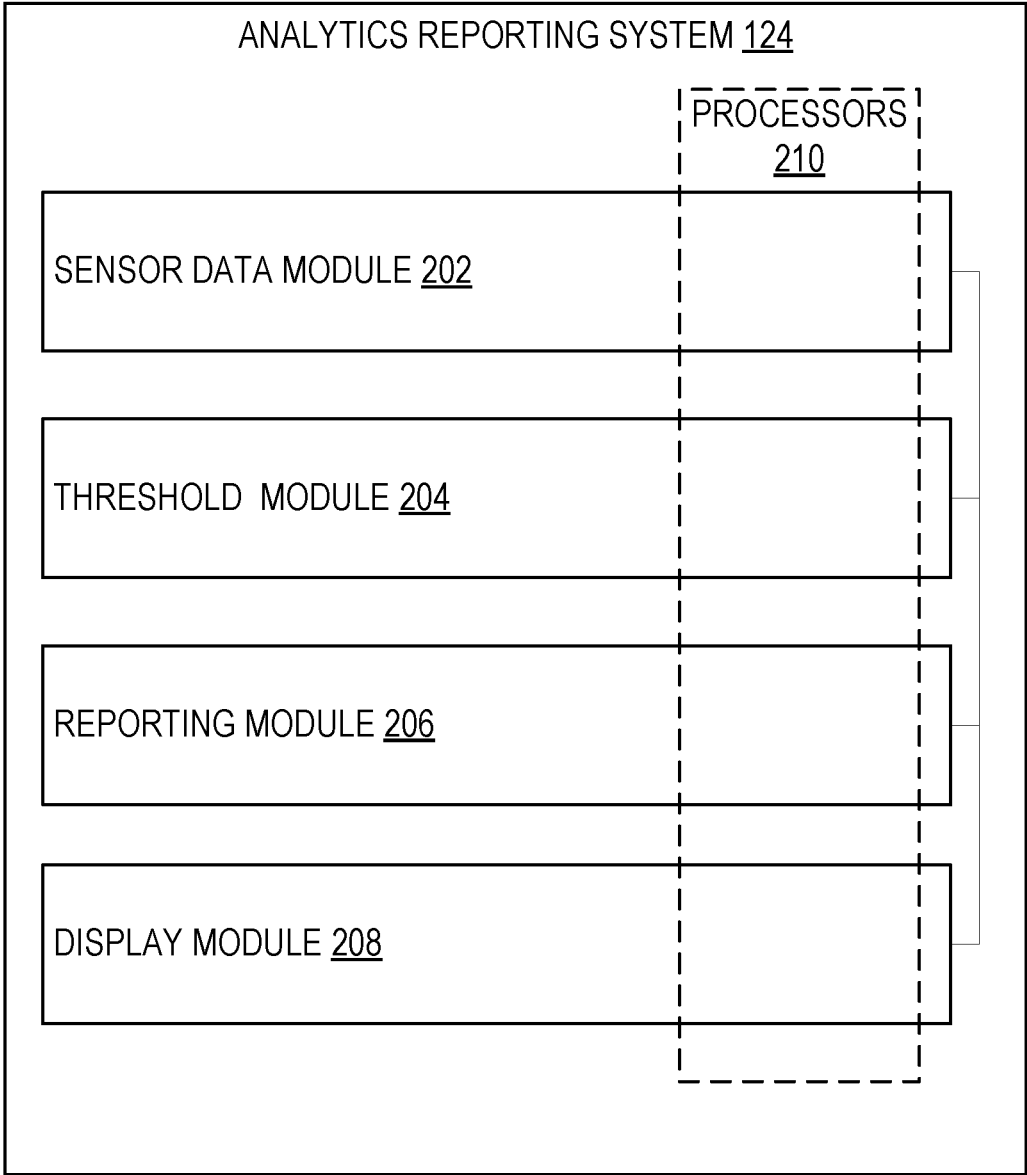 ANALYTICS REPORTING SYSTEM 124
PROCESSORS
210
SENSOR DATA MODULE 202
THRESHOLD MODULE 204
REPORTING MODULE 206
DISPLAY MODULE 208